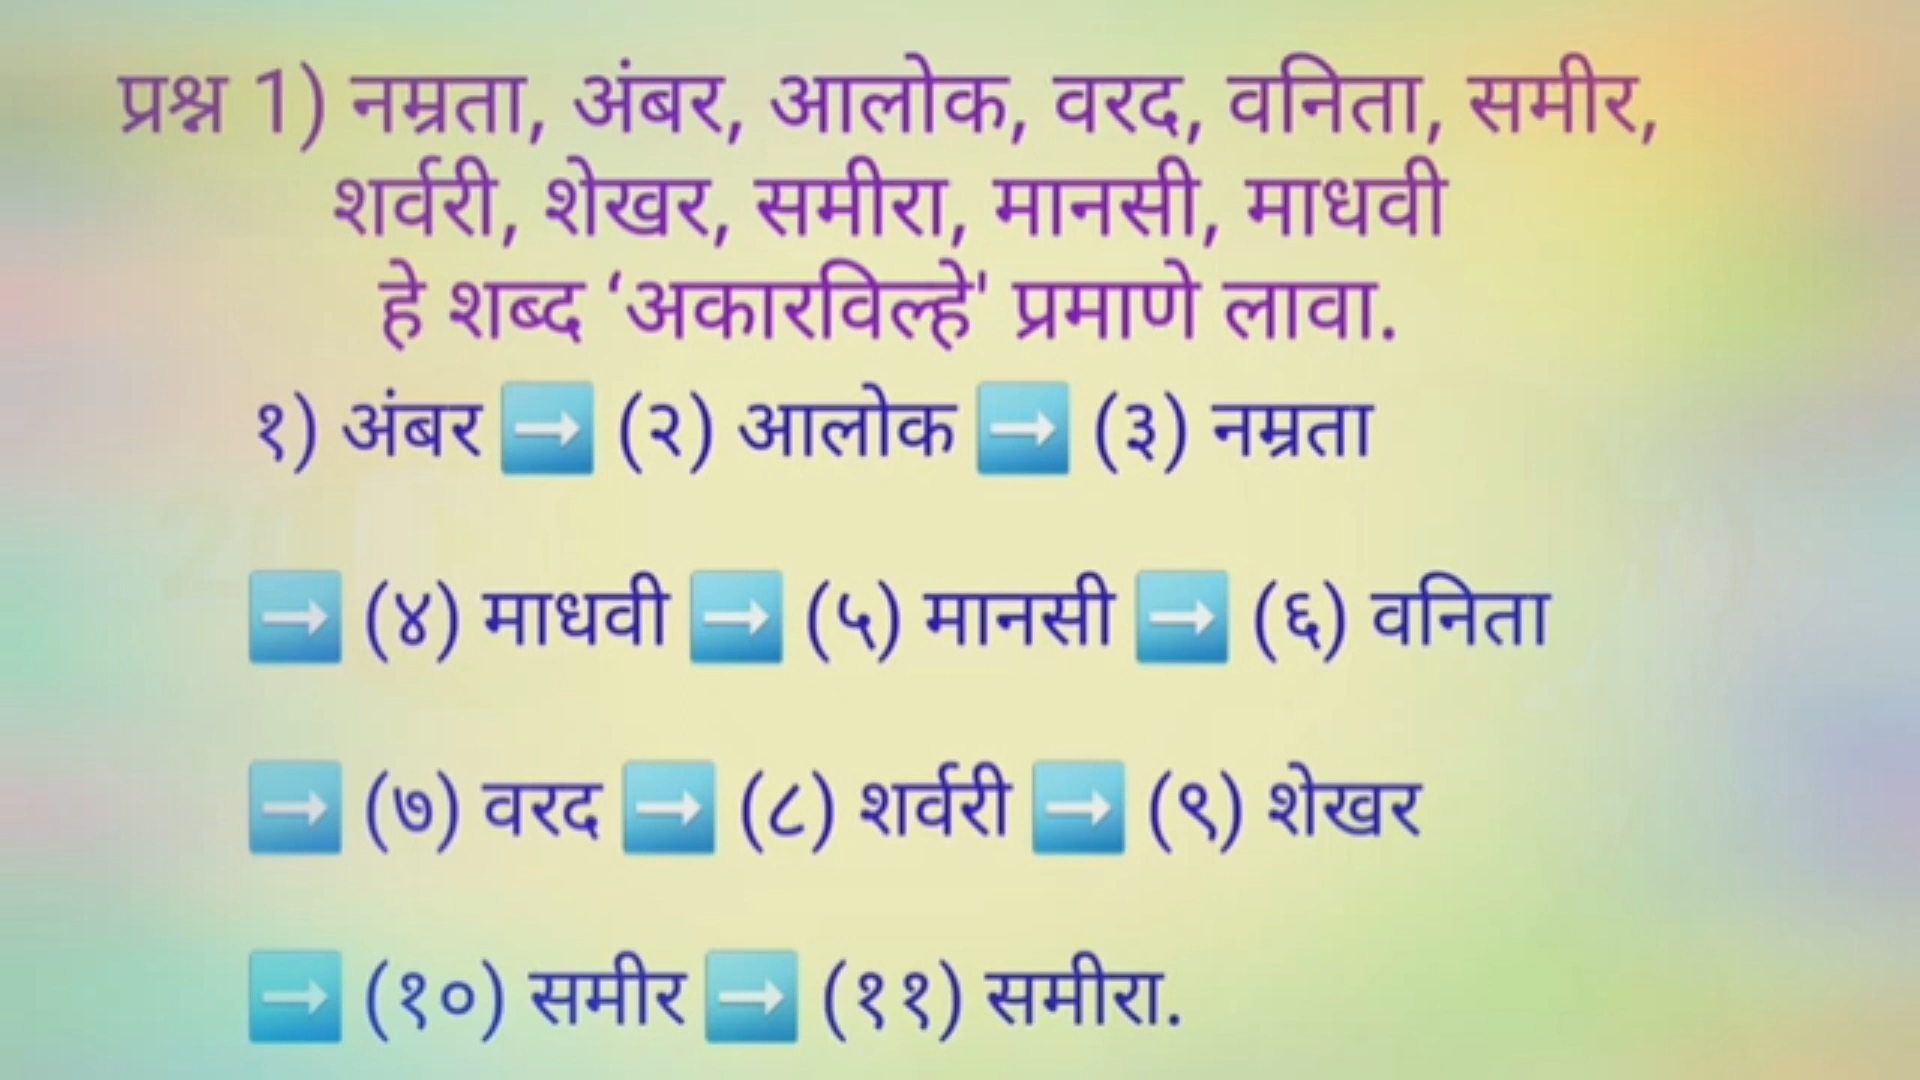 प्रश्न 1) नम्रता, अंबर, आलोक, वरद, वनिता, समीर,
शर्वरी, शेखर, समीरा, मानसी, माधवी
हे शब्द ‘अकारविल्हे' प्रमाणे लावा.
१) अंबर ➡️ (२) आलोक ➡️ (३) नम्रता
➡️ (४) माधवी ➡️ (५) मानसी ➡️ (६) वनिता
➡️ (७) वरद ➡️ (८) शर्वरी ➡️ (९) शेखर
➡️ (१०) समीर ➡️ (११) समीरा.